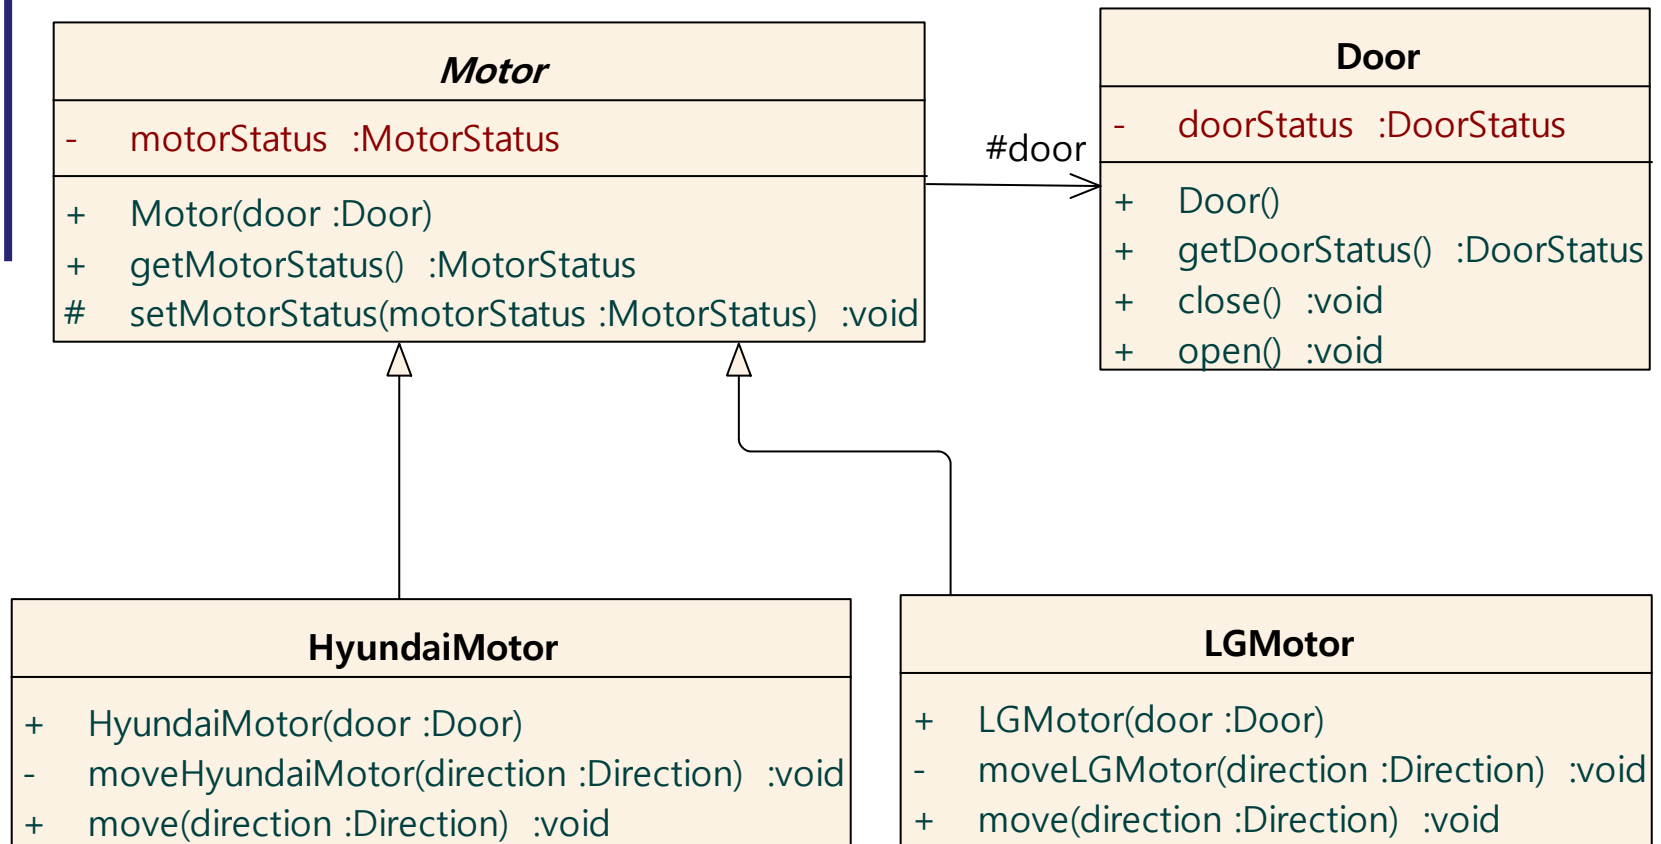 Motor
- motorStatus :MotorStatus
+ Motor(door :Door)
+ getMotorStatus() :MotorStatus
# setMotorStatus(motorStatus :MotorStatus) :void
#door
Door
- doorStatus :DoorStatus
+ Door()
+ getDoorStatus() :DoorStatus
+ close() :void
+ open() :void
HyundaiMotor
+ HyundaiMotor(door :Door)
- moveHyundaiMotor(direction :Direction) :void
+ move(direction :Direction) :void
LGMotor
+ LGMotor(door :Door)
- moveLGMotor(direction :Direction) :void
+ move(direction :Direction) :void